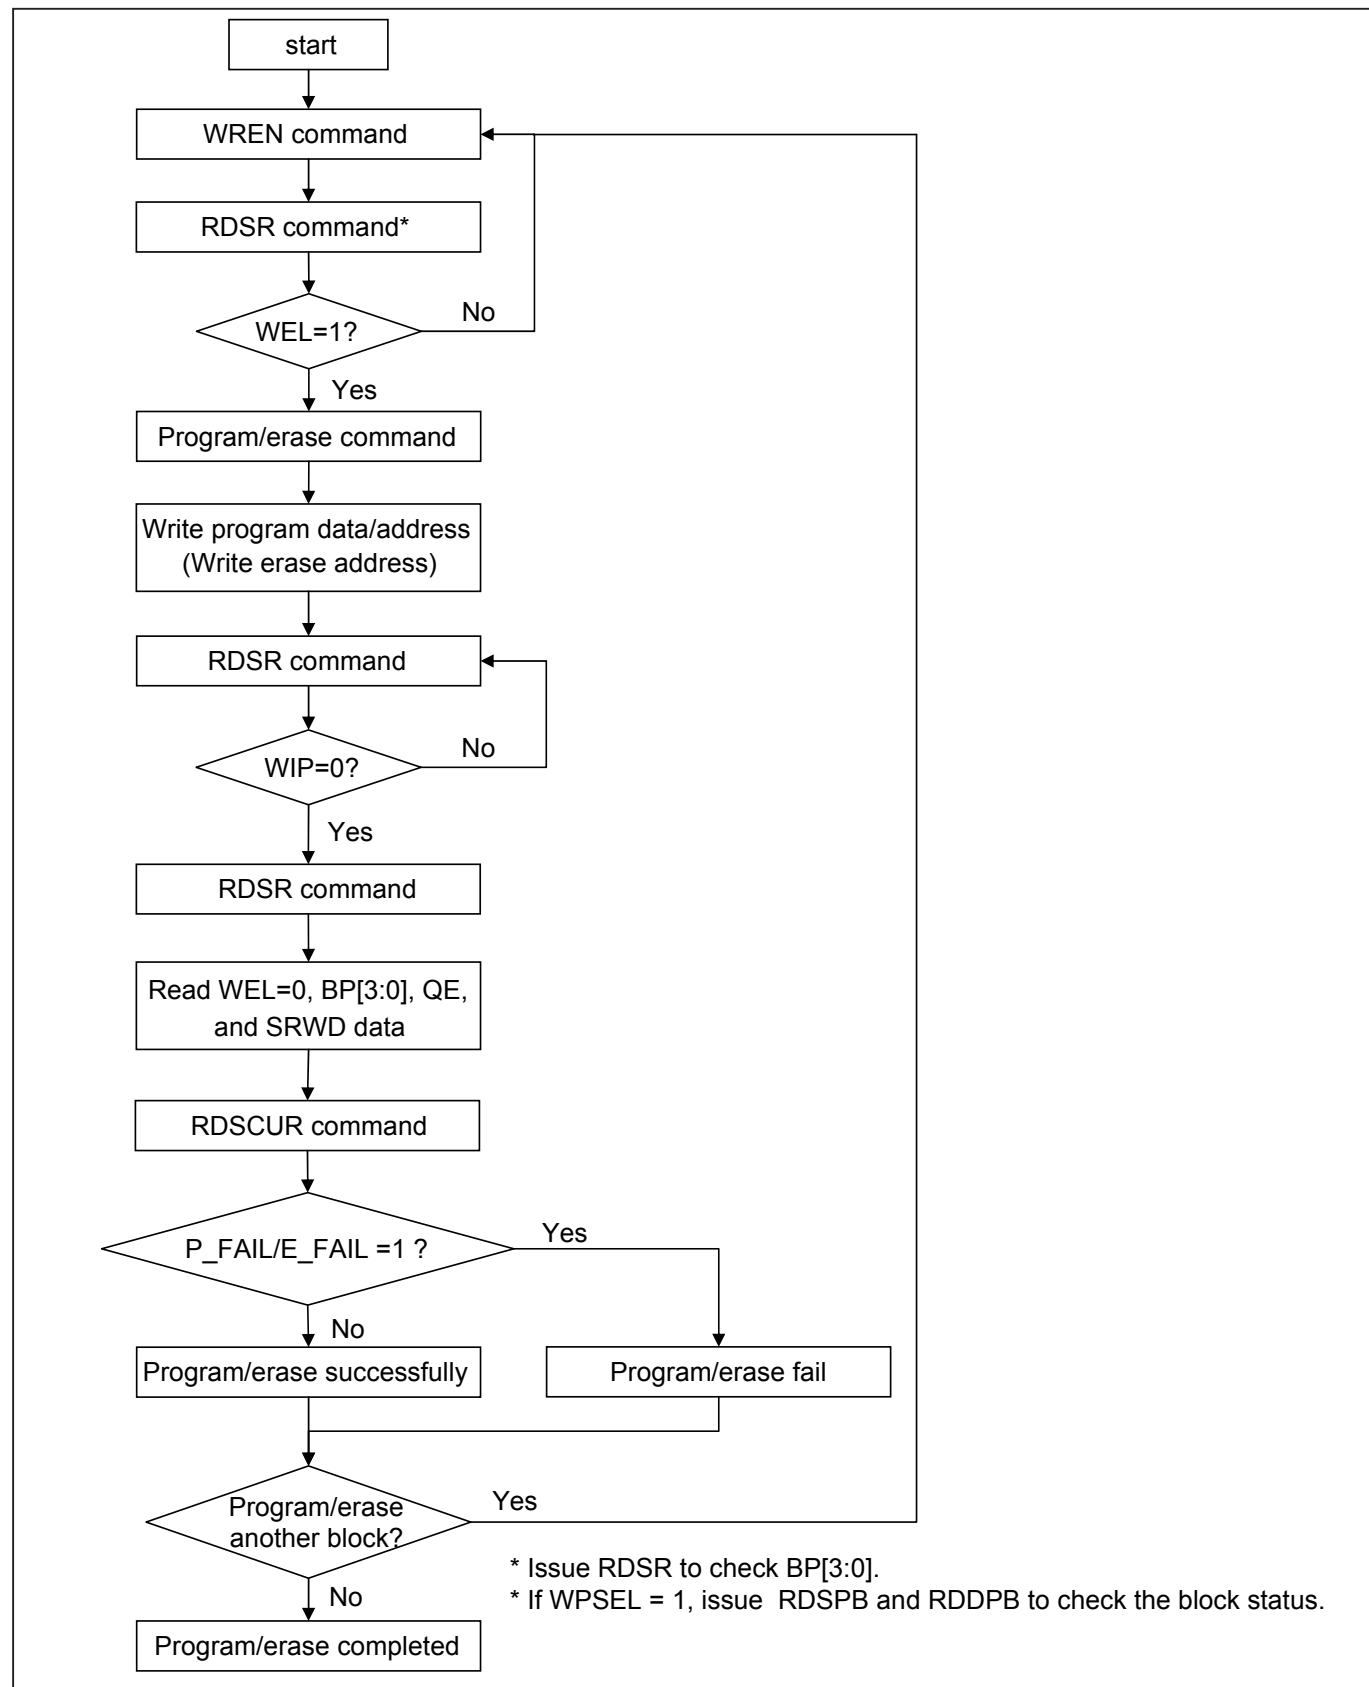 start
WREN command
RDSR command*
WEL=1?
No
Yes
Program/erase command
Write program data/address
(Write erase address)
RDSR command
WIP=0?
No
Yes
RDSR command
Read WEL=0, BP[3:0], QE,
and SRWD data
RDSCUR command
P_FAIL/E_FAIL =1 ?
Yes
No
Program/erase successfully
Program/erase fail
Program/erase
another block?
Yes
* Issue RDSR to check BP[3:0].
* If WPSEL = 1, issue  RDSPB and RDDPB to check the block status.
No
Program/erase completed